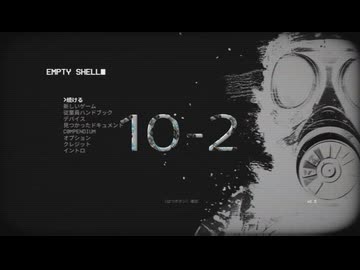 EMPTY SHELL
>続ける
新しいゲーム
従業員ハンドブック
デバイス
見つかったドキュメント
COMPENDIUM
オプション
クレジット
イントロ
10-2